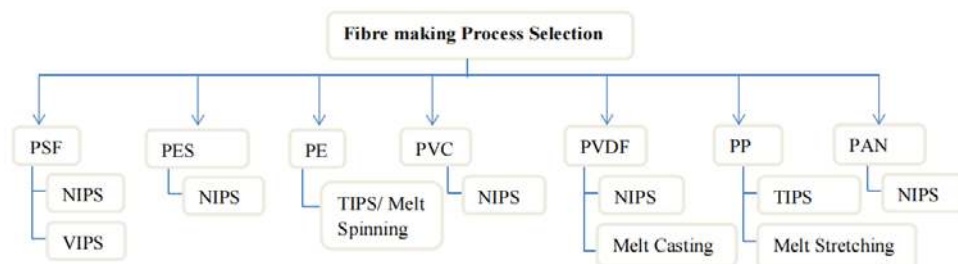 Fibre making Process Selection
PSF
PES
PE
PVC
PVDF
PP
PAN
NIPS
NIPS
TIPS/ Melt
Spinning
NIPS
NIPS
TIPS
NIPS
VIPS
Melt Casting
Melt Stretching